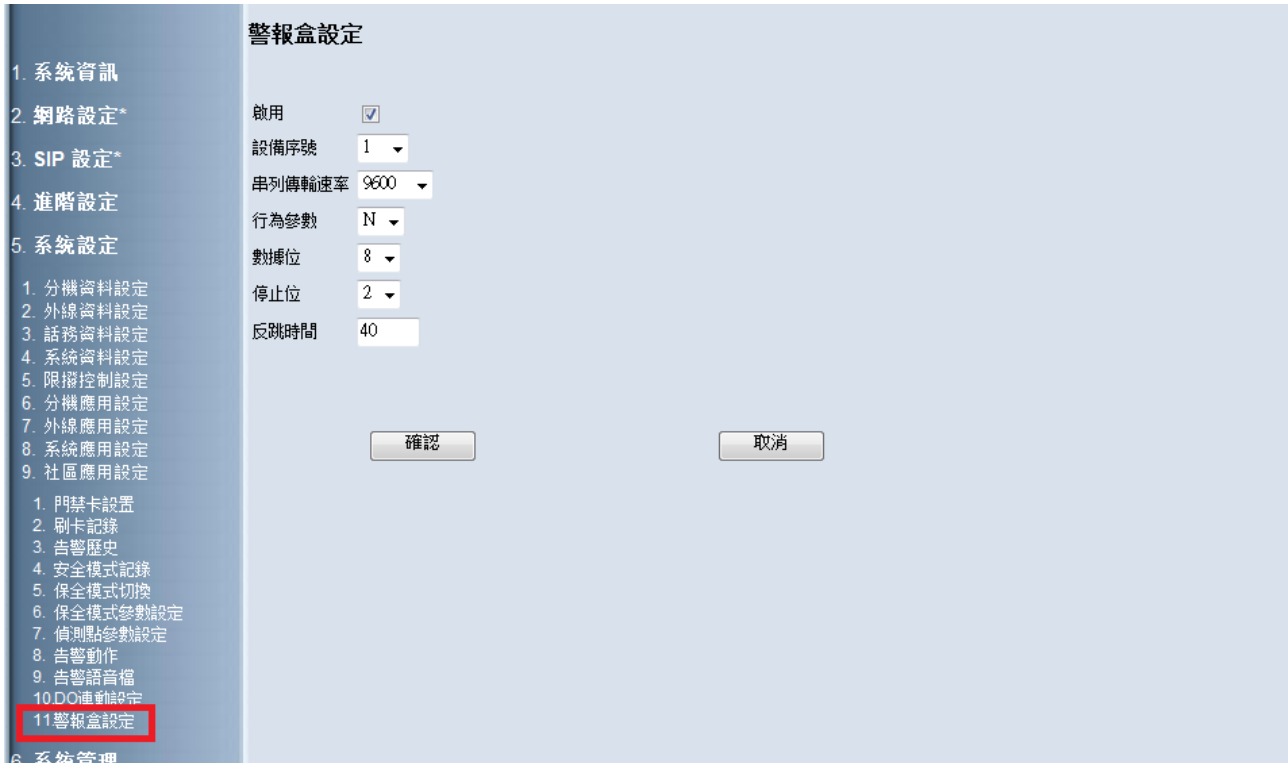 警報盒設定
1. 系統資訊
2. 網路設定*
3. SIP 設定*
4. 進階設定
5. 系統設定
1. 分機資料設定
2. 外線資料設定
3. 話務資料設定
4. 系統資料設定
5. 限撥控制設定
6. 分機應用設定
7. 外線應用設定
8. 系統應用設定
9. 社區應用設定
1. 門禁卡設置
2. 刷卡記錄
3. 告警歷史
4. 安全模式記錄
5. 保全模式切換
6. 保全模式參數設定
7. 偵測點參數設定
8. 告警動作
9. 告警語音檔
10.DO連動設定
11警報盒設定
6. 系統管理
啟用
設備序號 1
串列傳輸速率 9600
行為參數 N
數據位 8
停止位 2
反跳時間 40
確認 取消